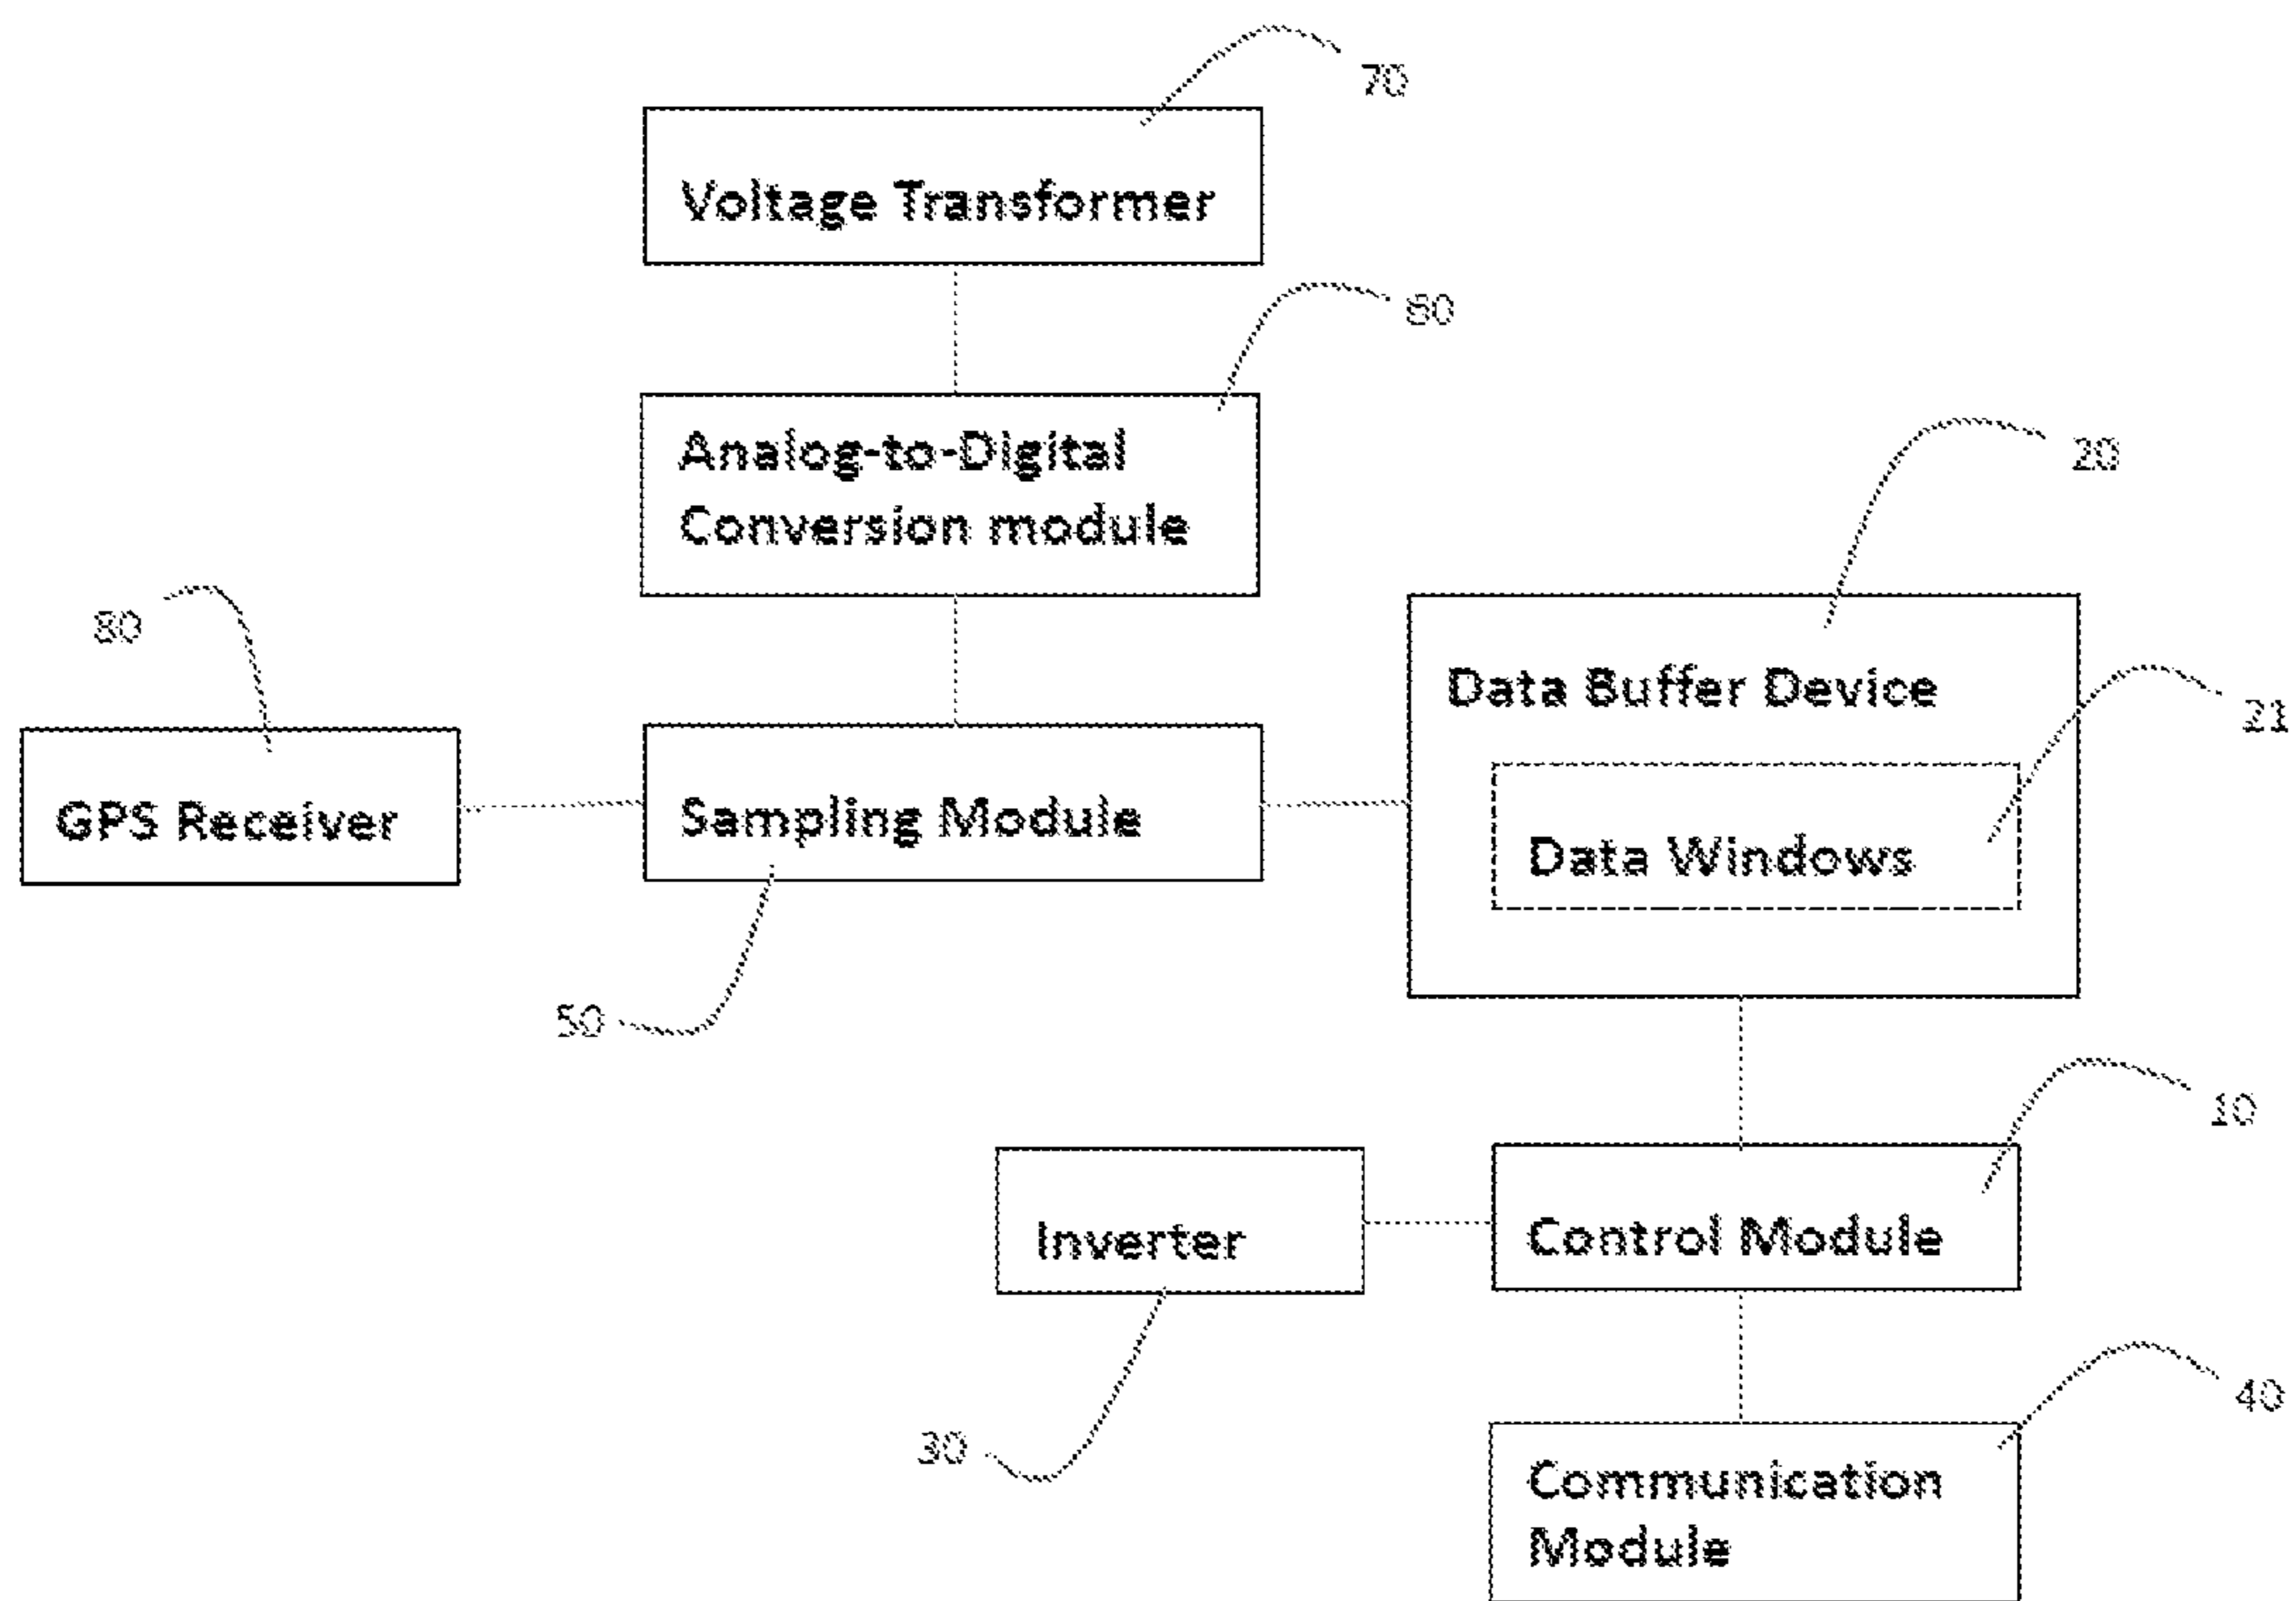 70
Voltage Transformer
60
Analog-to-Digital
Conversion module
20
80
Data Buffer Device
21
GPS Receiver
Sampling Module
Data Windows
50
10
Inverter
Control Module
40
30
Communication
Module